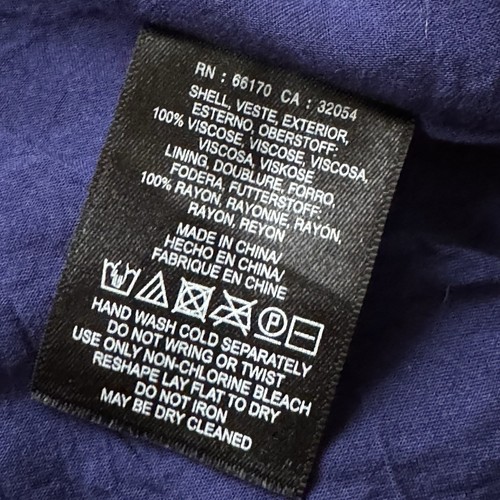 RN : 66170 CA : 32054
SHELL, VESTE, EXTERIOR,
ESTERNO, OBERSTOFF:
100% VISCOSE, VISCOSE, VISCOSA,
VISCOSA, VISKOSE
LINING, DOUBLURE, FORRO,
FODERA, FUTTERSTOFF:
100% RAYON, RAYONNE, RAYÓN,
RAYON, REYON
MADE IN CHINA/
HECHO EN CHINA/
FABRIQUE EN CHINE
P
HAND WASH COLD SEPARATELY
DO NOT WRING OR TWIST
USE ONLY NON-CHLORINE BLEACH
RESHAPE LAY FLAT TO DRY
DO NOT IRON
MAY BE DRY CLEANED